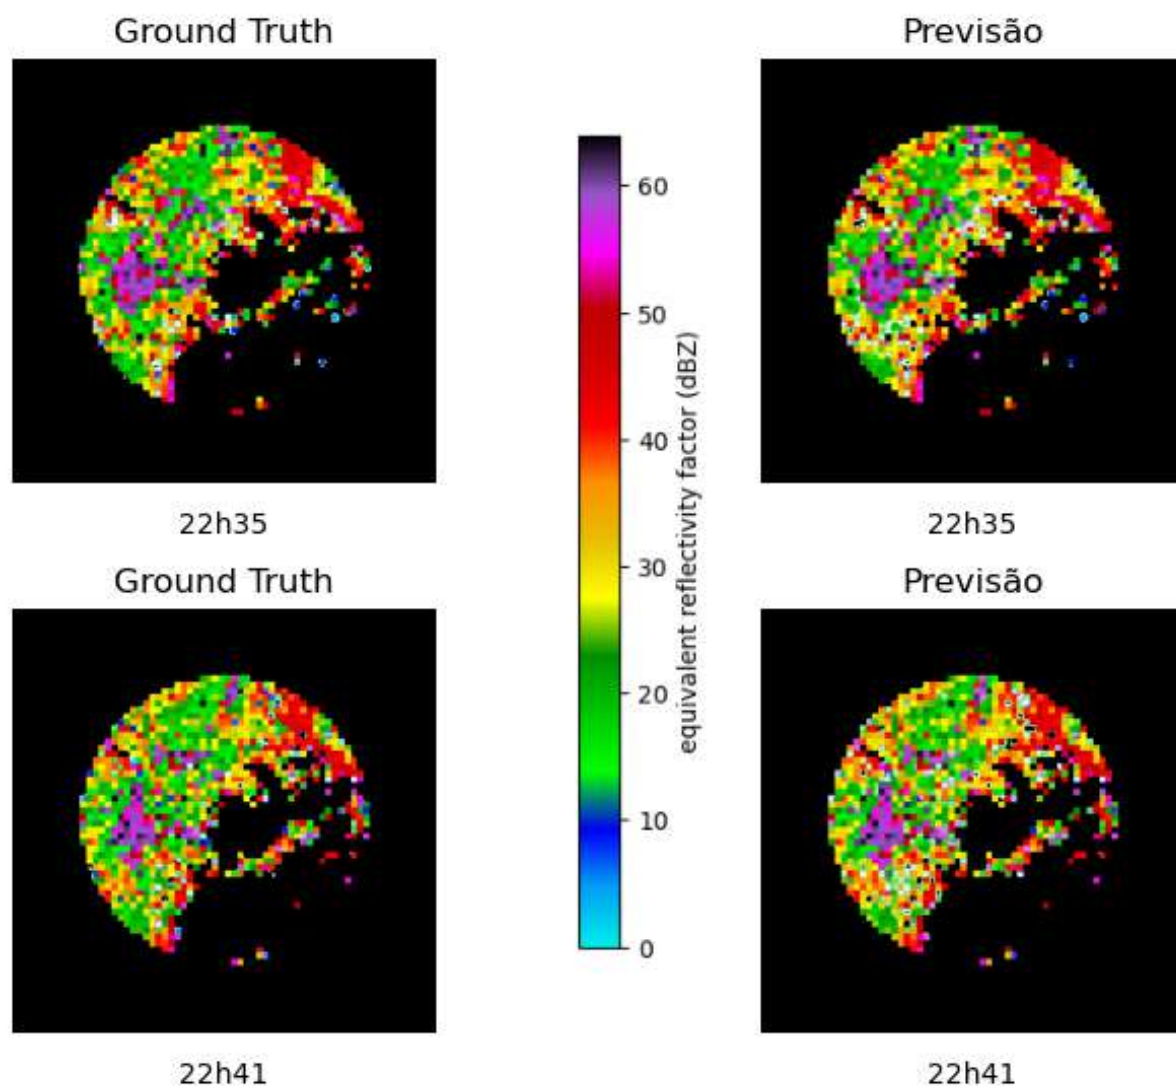 Ground Truth
Previsão
22h35
22h35
60
50
40
30
20
10
0
equivalent reflectivity factor (dBZ)
Ground Truth
Previsão
22h41
22h41